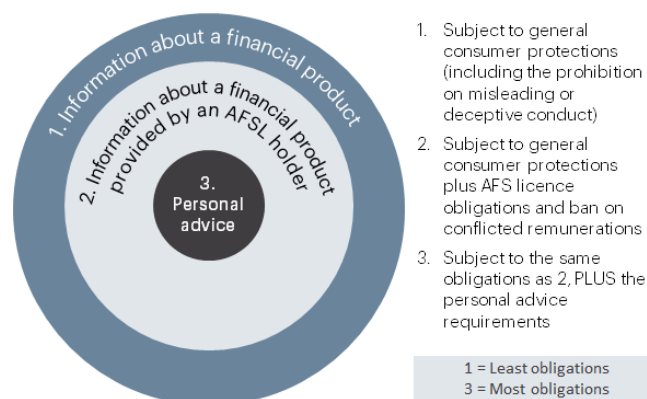 1. Information about a financial product
2. Information about a financial product
provided by an AFSL holder
3.
Personal
advice
1. Subject to general
consumer protections
(including the prohibition
on misleading or
deceptive conduct)
2. Subject to general
consumer protections
plus AFS licence
obligations and ban on
conflicted remunerations
3. Subject to the same
obligations as 2, PLUS the
personal advice
requirements
1 = Least obligations
3 = Most obligations